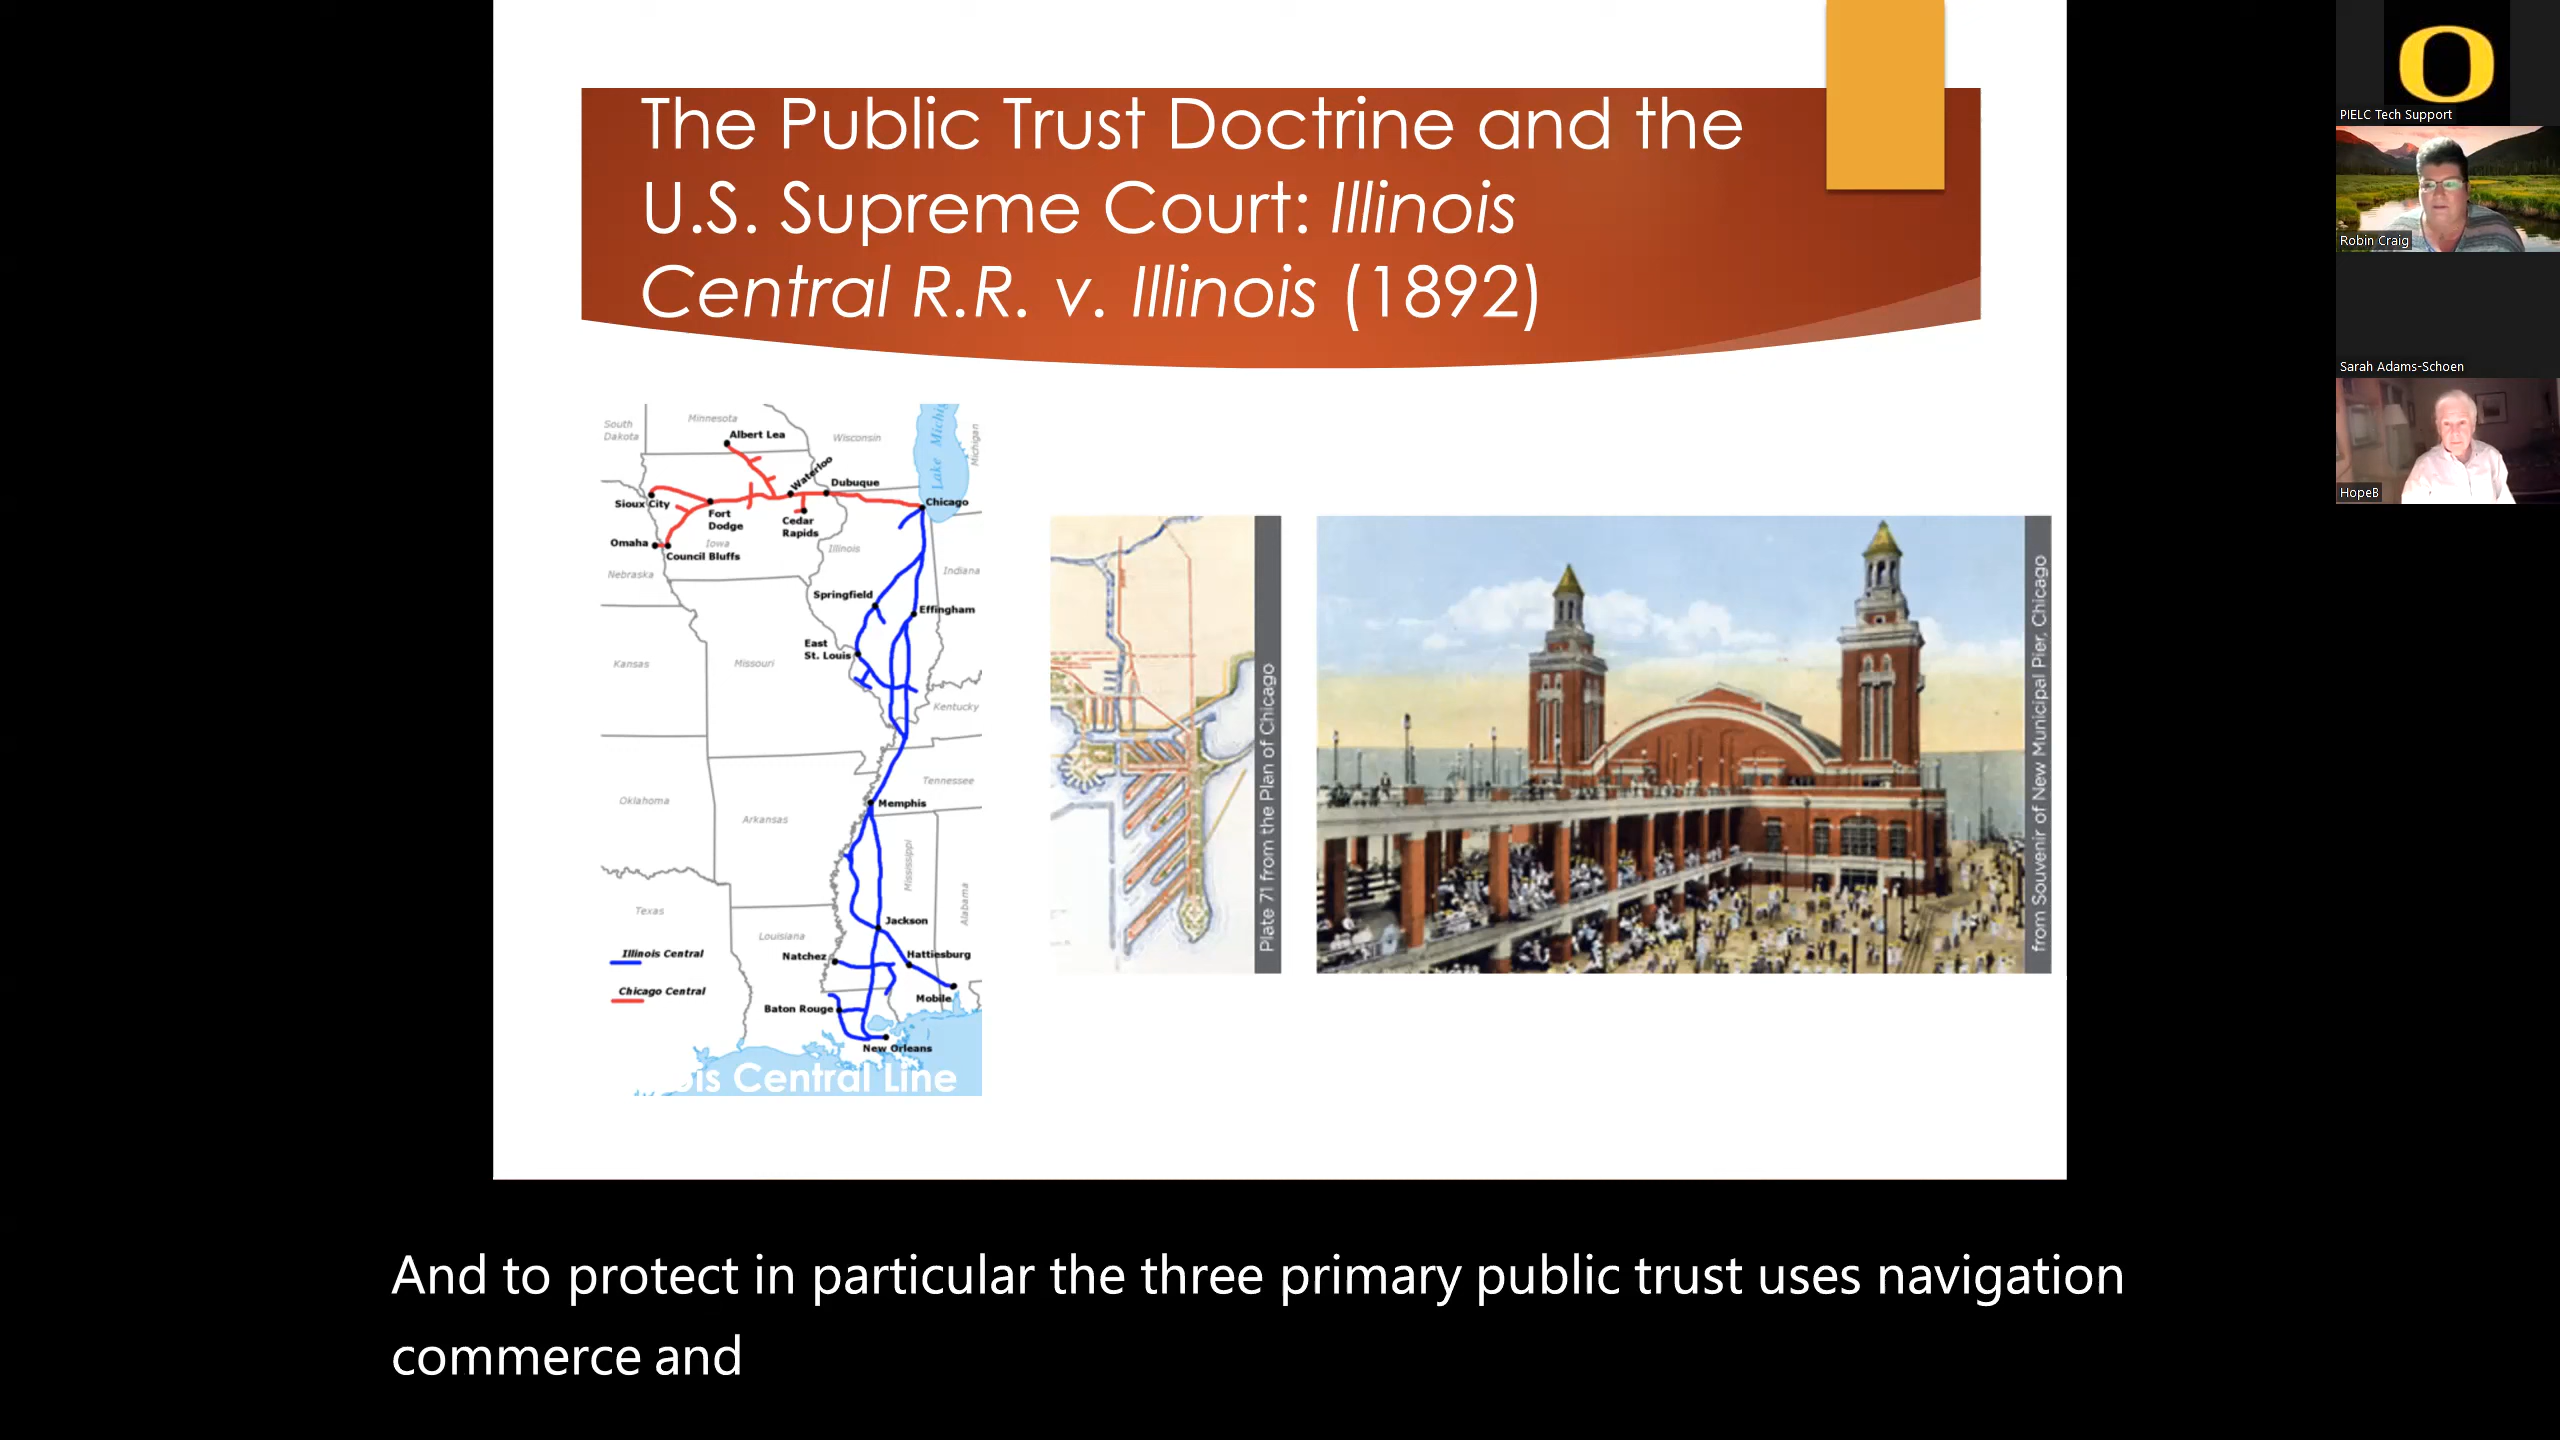 The Public Trust Doctrine and the
U.S. Supreme Court: Illinois
Central R.R. v. Illinois (1892)
South
Dakota
Minnesota
Albert Lea
Wisconsin
Lake Michig
Michigan
Waterloo
Dubuque
Sioux City
Chicago
Fort
Dodge
Cedar
Rapids
Omaha
Iowa
Council Bluffs
Illinois
Nebraska
Indiana
Springfield
Effingham
East
St. Louis
Kansas
Missouri
Kentucky
Tennessee
Oklahoma
Memphis
Arkansas
Mississippi
Alabama
Texas
Jackson
Louisiana
Illinois Central
Natchez
Hattiesburg
Chicago Central
Mobile
Baton Rouge
New Orleans
ois Central Line
Plate 71 from the Plan of Chicago
from Souvenir of New Municipal Pier, Chicago
O
PIELC Tech Support
Robin Craig
Sarah Adams-Schoen
HopeB
And to protect in particular the three primary public trust uses navigation
commerce and